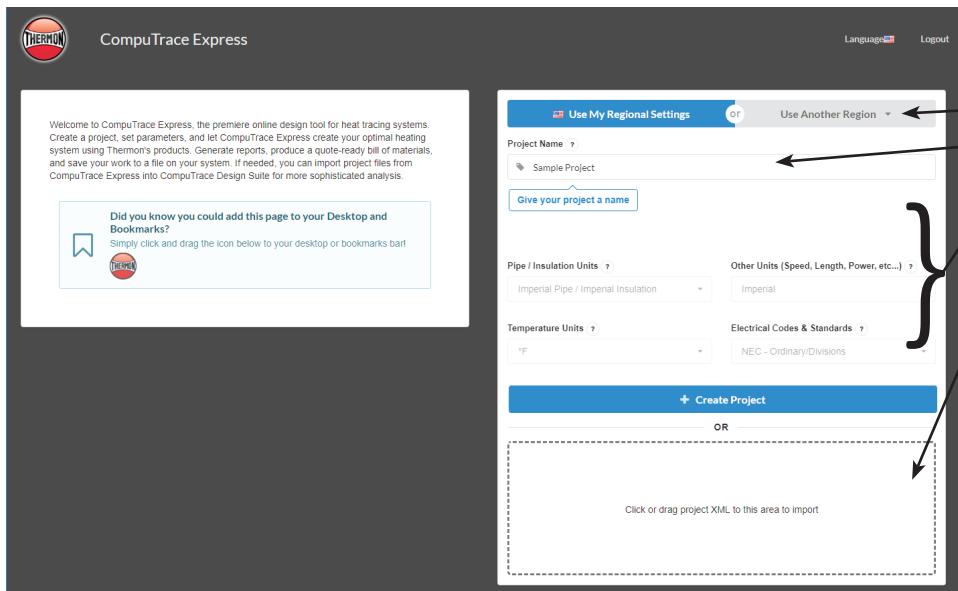 THERMON
CompuTrace Express
Language
Logout
Welcome to CompuTrace Express, the premiere online design tool for heat tracing systems.
Create a project, set parameters, and let CompuTrace Express create your optimal heating
system using Thermon's products. Generate reports, produce a quote-ready bill of materials,
and save your work to a file on your system. If needed, you can import project files from
CompuTrace Express into CompuTrace Design Suite for more sophisticated analysis.
Did you know you could add this page to your Desktop and
Bookmarks?
Simply click and drag the icon below to your desktop or bookmarks bar!
THERMON
Use My Regional Settings
or
Use Another Region
Project Name ?
Sample Project
Give your project a name
Pipe / Insulation Units ?
Other Units (Speed, Length, Power, etc...) ?
Imperial Pipe / Imperial Insulation
Imperial
Temperature Units ?
Electrical Codes & Standards ?
°F
NEC - Ordinary/Divisions
+ Create Project
OR
Click or drag project XML to this area to import